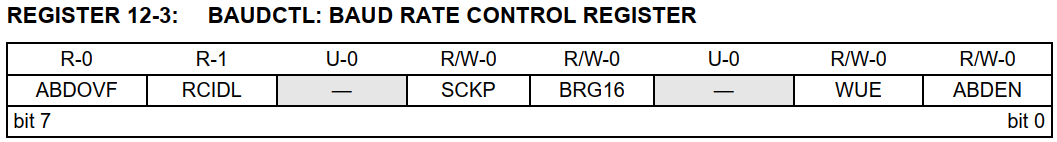 REGISTER 12-3: BAUDCTL: BAUD RATE CONTROL REGISTER
R-0 R-1 U-0 R/W-0 R/W-0 U-0 R/W-0 R/W-0
ABDOVF RCIDL — SCKP BRG16 — WUE ABDEN
bit 7 bit 0